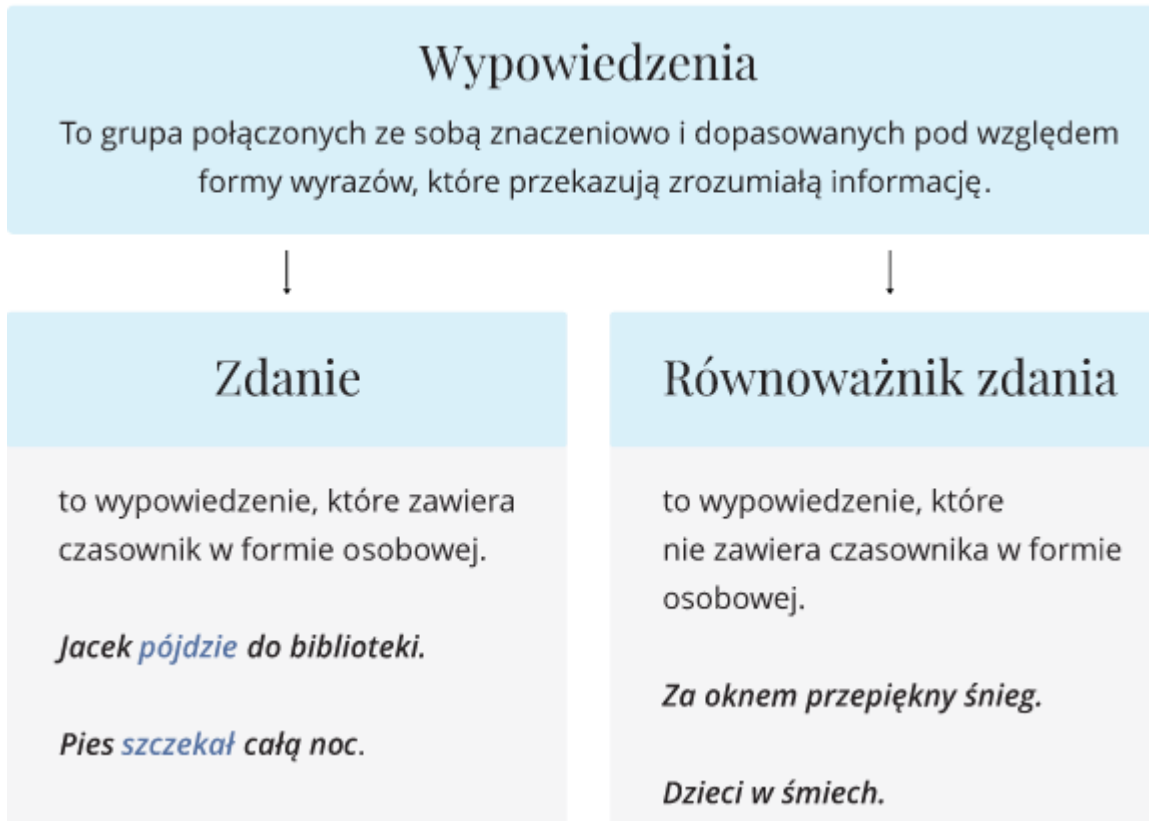 Wypowiedzenia
To grupa połączonych ze sobą znaczeniowo i dopasowanych pod względem
formy wyrazów, które przekazują zrozumiałą informację.
Zdanie
to wypowiedzenie, które zawiera
czasownik w formie osobowej.
Jacek pójdzie do biblioteki.
Pies szczekał całą noc.
Równoważnik zdania
to wypowiedzenie, które
nie zawiera czasownika w formie
osobowej.
Za oknem przepiękny śnieg.
Dzieci w śmiech.